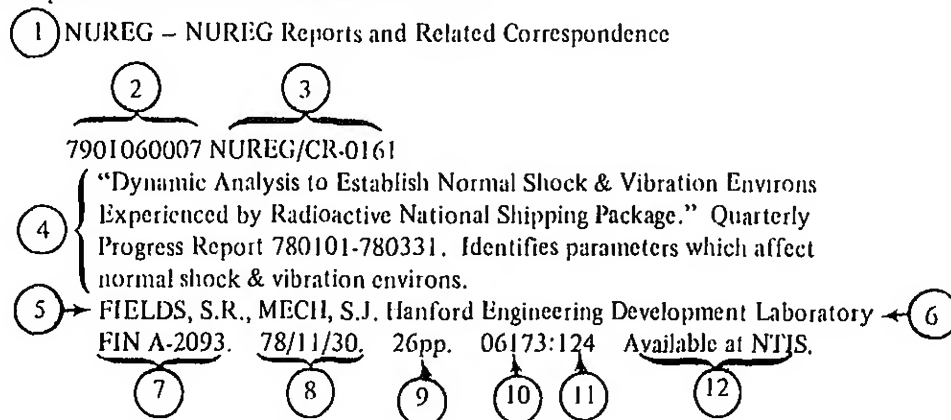 1 NUREG – NUREG Reports and Related Correspondence
2 3
7901060007 NUREG/CR-0161
4 "Dynamic Analysis to Establish Normal Shock & Vibration Environs
Experienced by Radioactive National Shipping Package." Quarterly
Progress Report 780101-780331. Identifies parameters which affect
normal shock & vibration environs.
5 FIELDS, S.R., MECH, S.J. Hanford Engineering Development Laboratory 6
FIN A-2093. 78/11/30. 26pp. 06173:124 Available at NTIS.
7 8 9 10 11 12